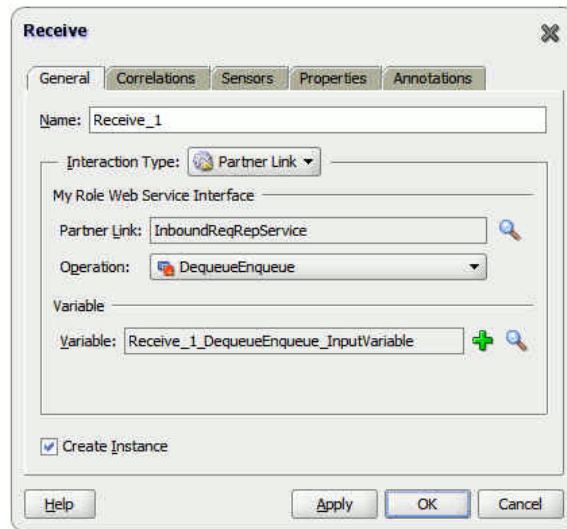 Receive
General Correlations Sensors Properties Annotations
Name: Receive_1
Interaction Type: Partner Link
My Role Web Service Interface
Partner Link: InboundReqRepService
Operation: DequeueEnqueue
Variable
Variable: Receive_1_DequeueEnqueue_InputVariable
Create Instance
Help Apply OK Cancel